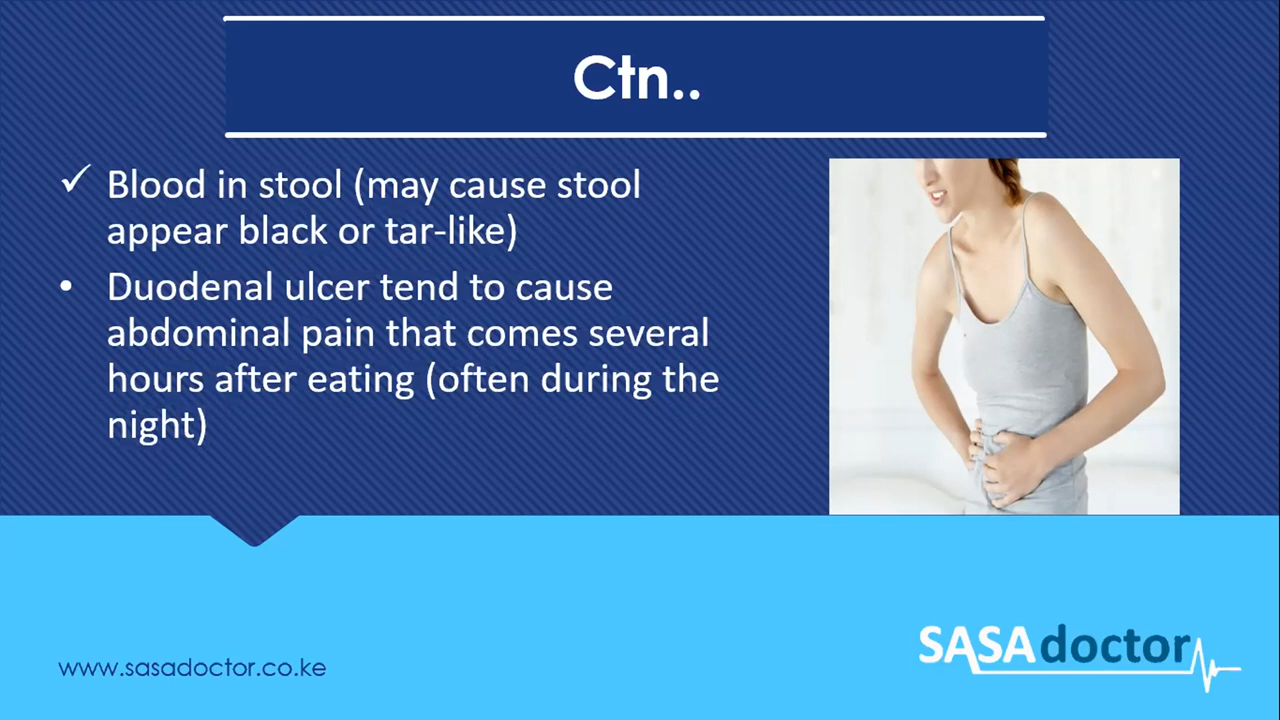 Ctn..
✓ Blood in stool (may cause stool
appear black or tar-like)
• Duodenal ulcer tend to cause
abdominal pain that comes several
hours after eating (often during the
night)
www.sasadoctor.co.ke
SASAdoctor